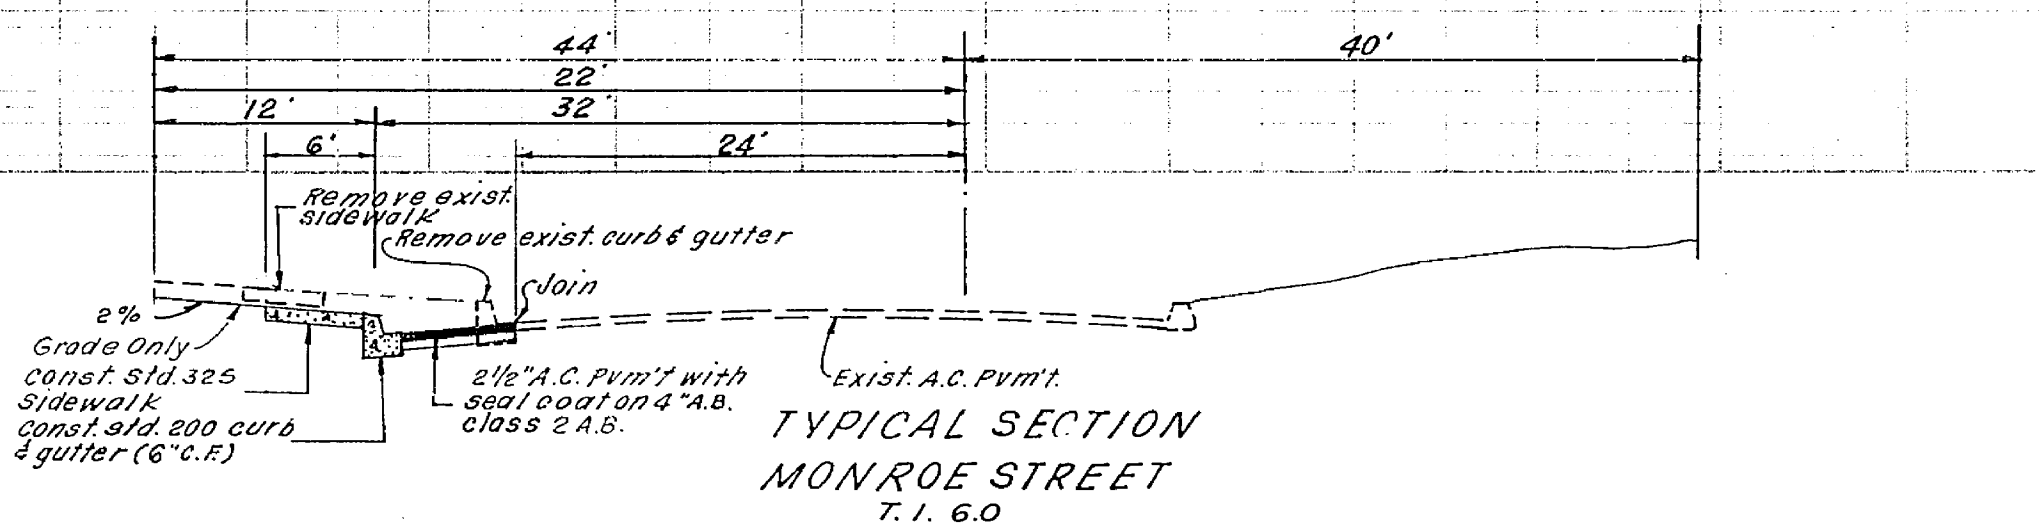 44'
40'
22'
12'
32'
6'
24'
Remove exist.
sidewalk
Remove exist. curb & gutter
Join
2%
Grade Only
Const. Std. 325
Sidewalk
Const. std. 200 curb
& gutter (6"C.F.)
2 1/2" A.C. Pvm't with
seal coat on 4" A.B.
class 2 A.B.
Exist. A.C. Pvm't.
TYPICAL SECTION
MONROE STREET
T.I. 6.0